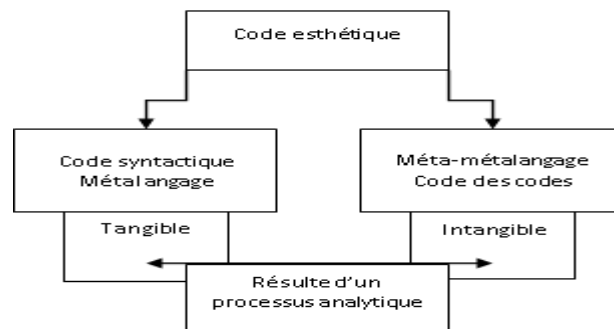 Code esthétique
Code syntactique
Métalangage
Méta-métalangage
Code des codes
Tangible
Intangible
Résulte d'un
processus analytique